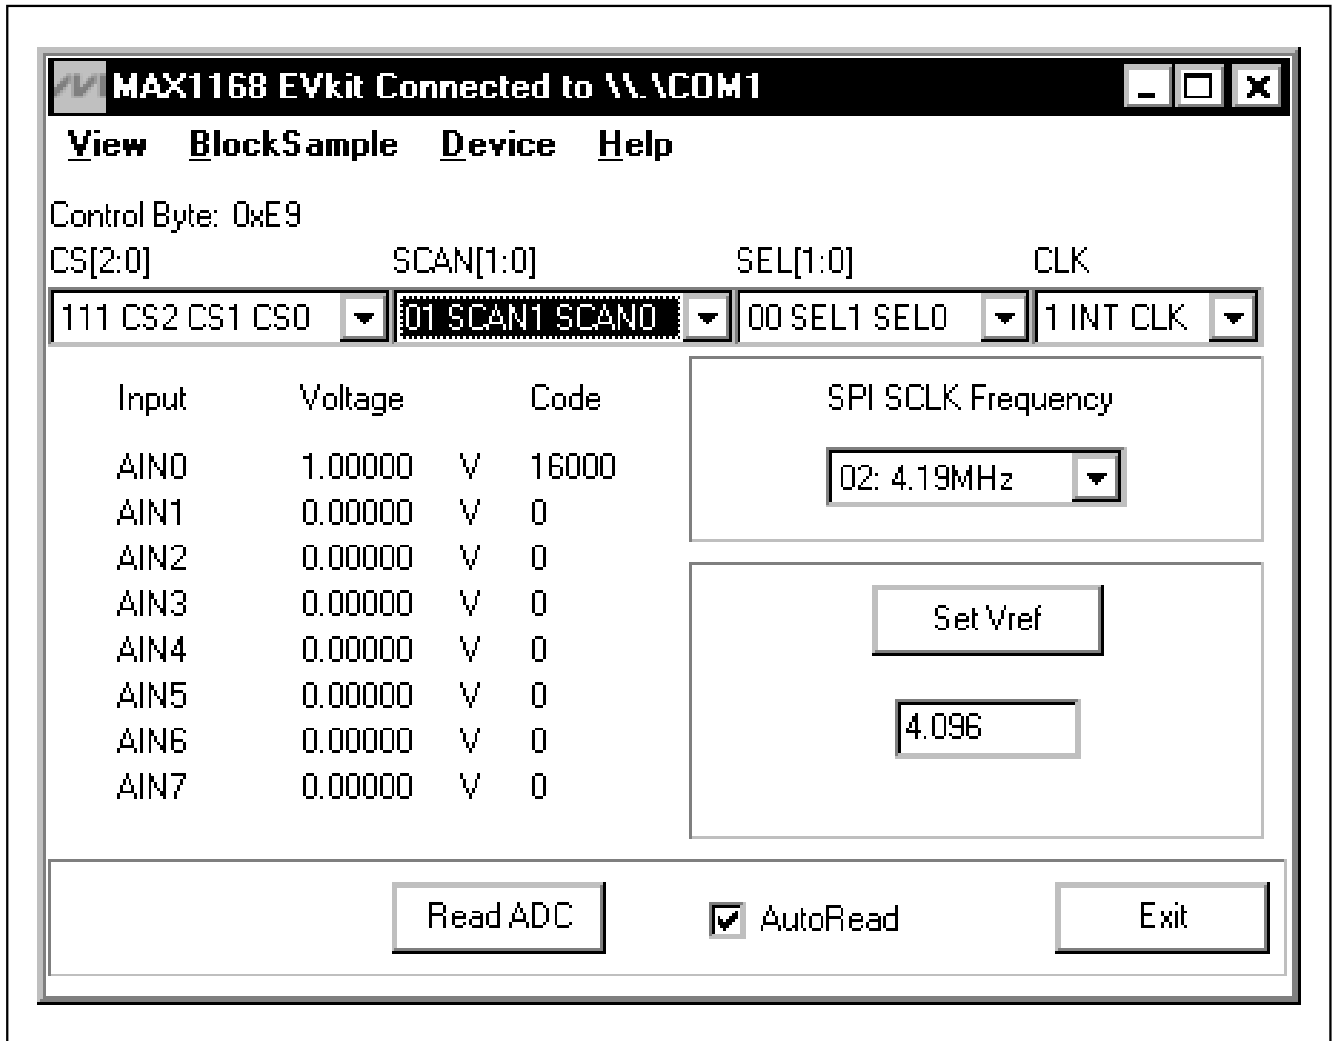 MAX1168 EVkit Connected to \\.\COM1
View BlockSample Device Help
Control Byte: 0xE9
CS[2:0] SCAN[1:0] SEL[1:0] CLK
111 CS2 CS1 CS0 01 SCAN1 SCAN0 00 SEL1 SEL0 1 INT CLK
Input Voltage Code
AIN0 1.00000 V 16000
AIN1 0.00000 V 0
AIN2 0.00000 V 0
AIN3 0.00000 V 0
AIN4 0.00000 V 0
AIN5 0.00000 V 0
AIN6 0.00000 V 0
AIN7 0.00000 V 0
SPI SCLK Frequency
02: 4.19MHz
Set Vref
4.096
Read ADC AutoRead Exit